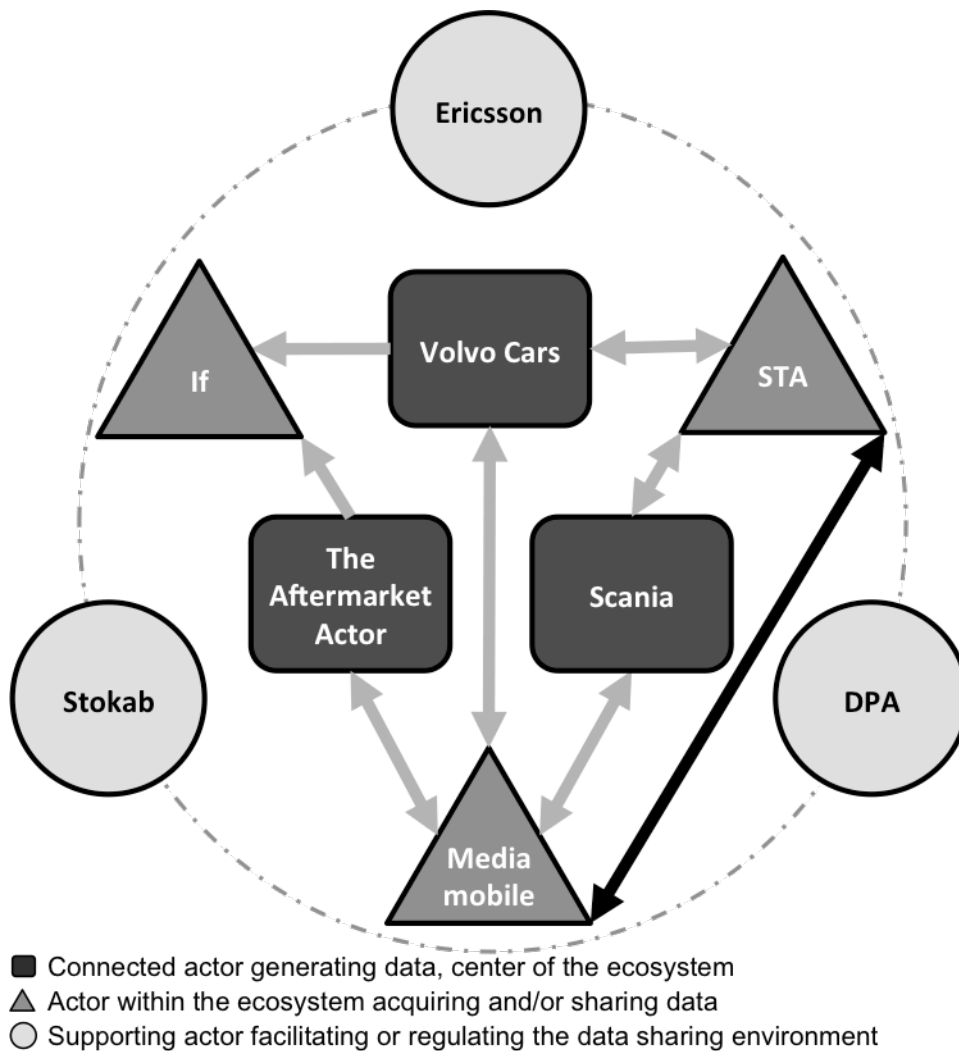 Ericsson
Volvo Cars
If
STA
The
Aftermarket
Actor
Scania
Stokab
DPA
Media
mobile
Connected actor generating data, center of the ecosystem
Actor within the ecosystem acquiring and/or sharing data
Supporting actor facilitating or regulating the data sharing environment